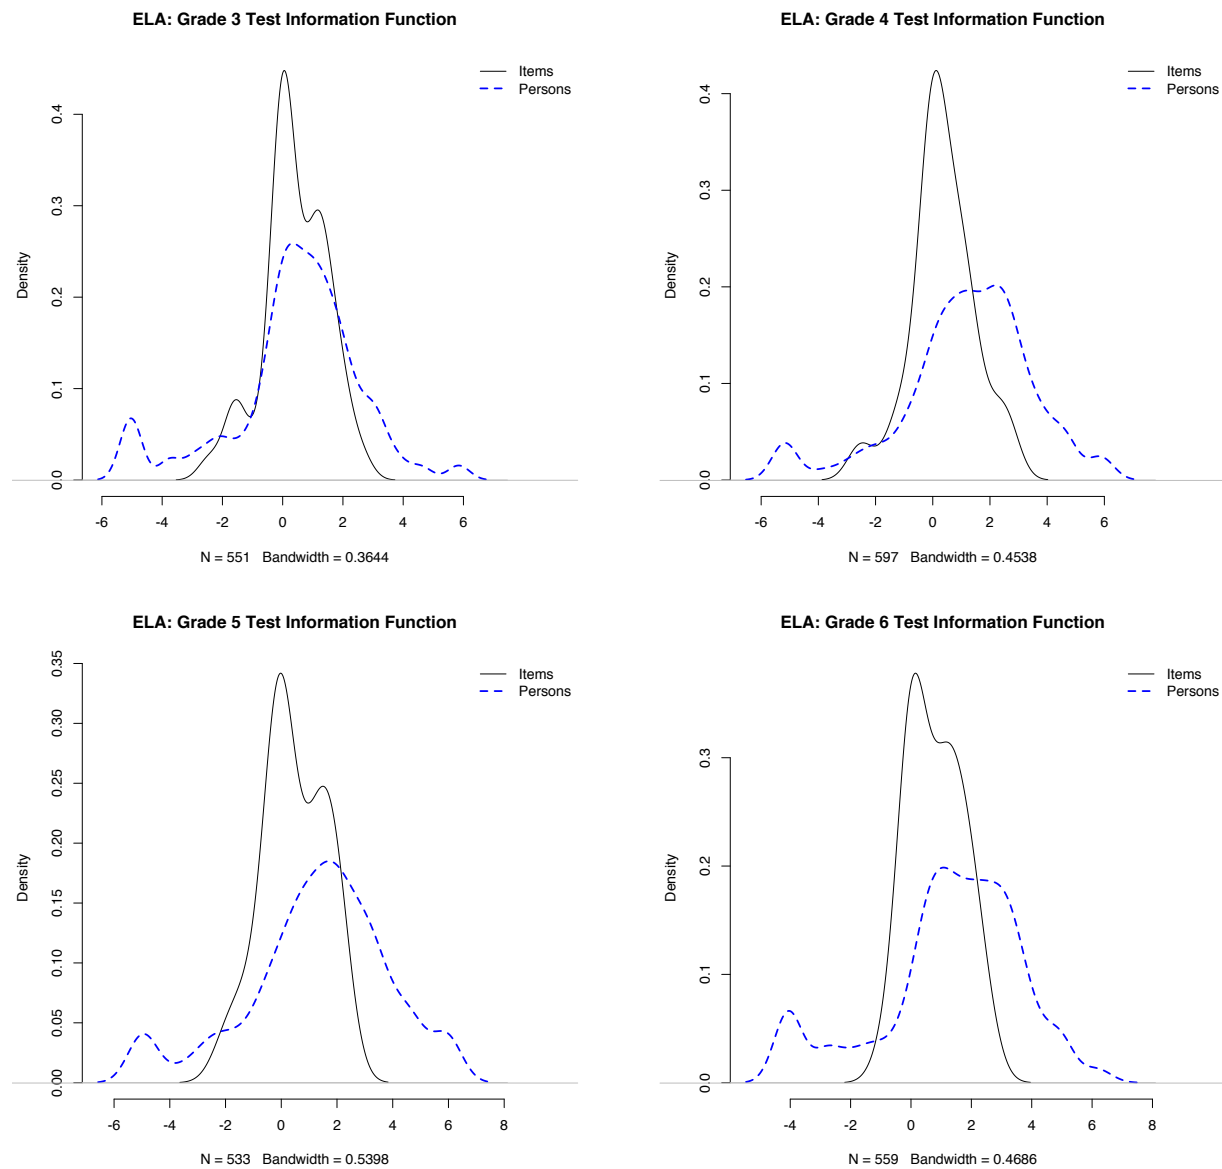 ELA: Grade 3 Test Information Function
Items
Persons
Density
0.0 0.1 0.2 0.3 0.4
-6 -4 -2 0 2 4 6
N = 551 Bandwidth = 0.3644
ELA: Grade 4 Test Information Function
Items
Persons
Density
0.0 0.1 0.2 0.3 0.4
-6 -4 -2 0 2 4 6
N = 597 Bandwidth = 0.4538
ELA: Grade 5 Test Information Function
Items
Persons
Density
0.00 0.05 0.10 0.15 0.20 0.25 0.30 0.35
-6 -4 -2 0 2 4 6 8
N = 533 Bandwidth = 0.5398
ELA: Grade 6 Test Information Function
Items
Persons
Density
0.0 0.1 0.2 0.3
-4 -2 0 2 4 6 8
N = 559 Bandwidth = 0.4686